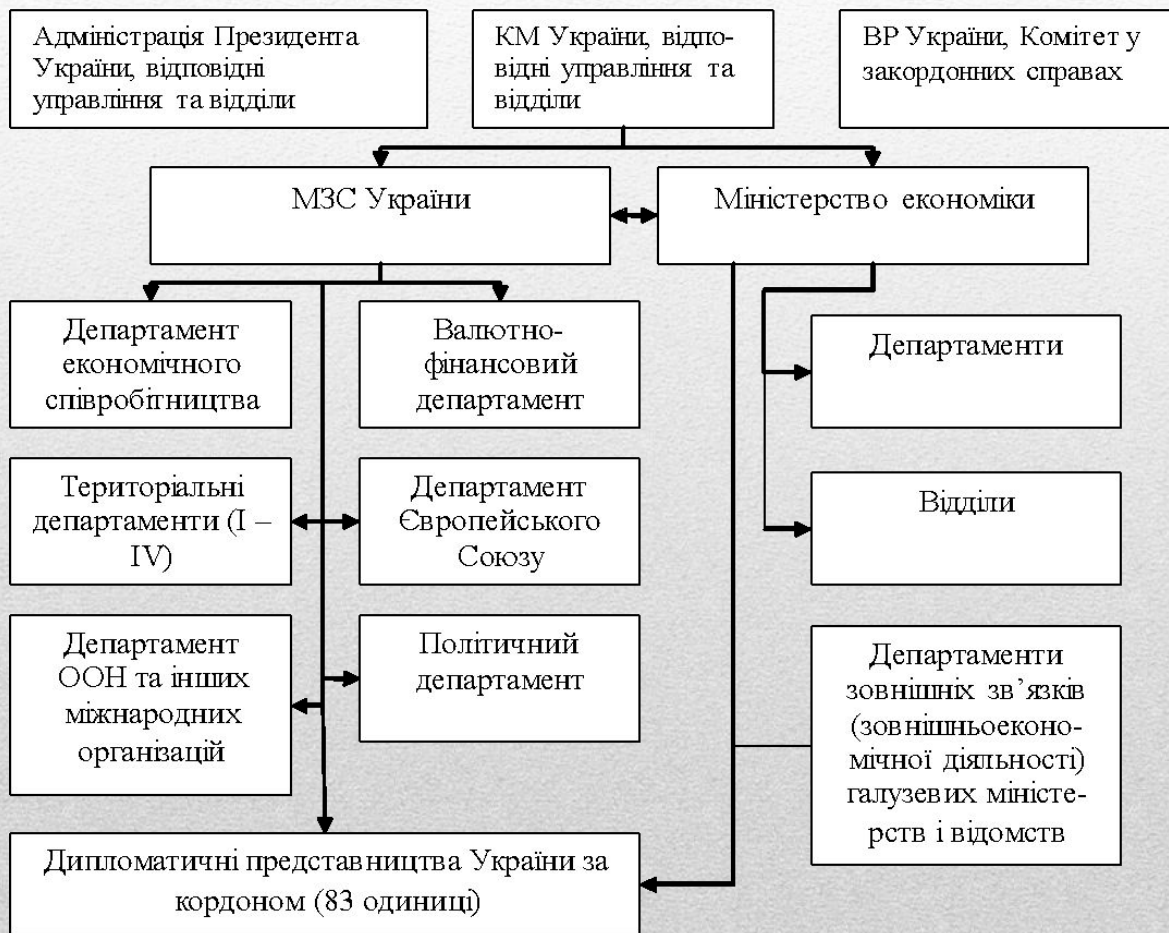 Адміністрація Президента
України, відповідні
управління та відділи
КМ України, відпо-
відні управління та
відділи
ВР України, Комітет у
закордонних справах
МЗС України
Міністерство економіки
Департамент
економічного
співробітництва
Валютно-
фінансовий
департамент
Департаменти
Територіальні
департаменти (I –
IV)
Департамент
Європейського
Союзу
Відділи
Департамент
ООН та інших
міжнародних
організацій
Політичний
департамент
Департаменти
зовнішніх зв’язків
(зовнішньоеконо-
мічної діяльності)
галузевих міністе-
рств і відомств
Дипломатичні представництва України за
кордоном (83 одиниці)